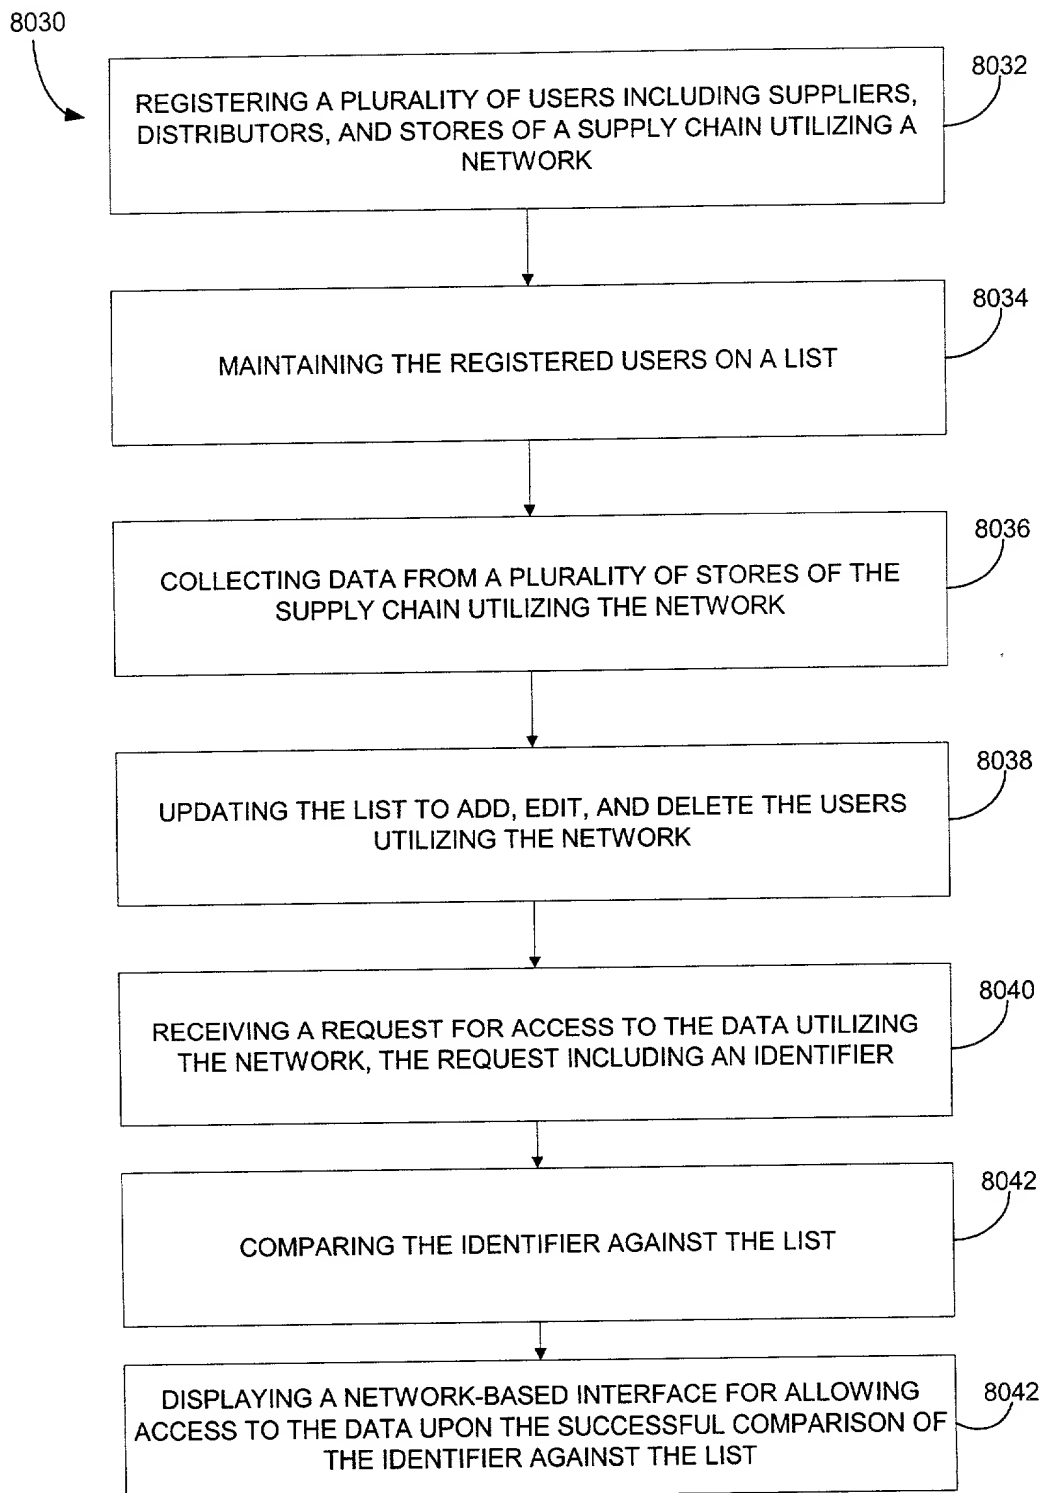 8030
8032
REGISTERING A PLURALITY OF USERS INCLUDING SUPPLIERS,
DISTRIBUTORS, AND STORES OF A SUPPLY CHAIN UTILIZING A
NETWORK
8034
MAINTAINING THE REGISTERED USERS ON A LIST
8036
COLLECTING DATA FROM A PLURALITY OF STORES OF THE
SUPPLY CHAIN UTILIZING THE NETWORK
8038
UPDATING THE LIST TO ADD, EDIT, AND DELETE THE USERS
UTILIZING THE NETWORK
8040
RECEIVING A REQUEST FOR ACCESS TO THE DATA UTILIZING
THE NETWORK, THE REQUEST INCLUDING AN IDENTIFIER
8042
COMPARING THE IDENTIFIER AGAINST THE LIST
8042
DISPLAYING A NETWORK-BASED INTERFACE FOR ALLOWING
ACCESS TO THE DATA UPON THE SUCCESSFUL COMPARISON OF
THE IDENTIFIER AGAINST THE LIST